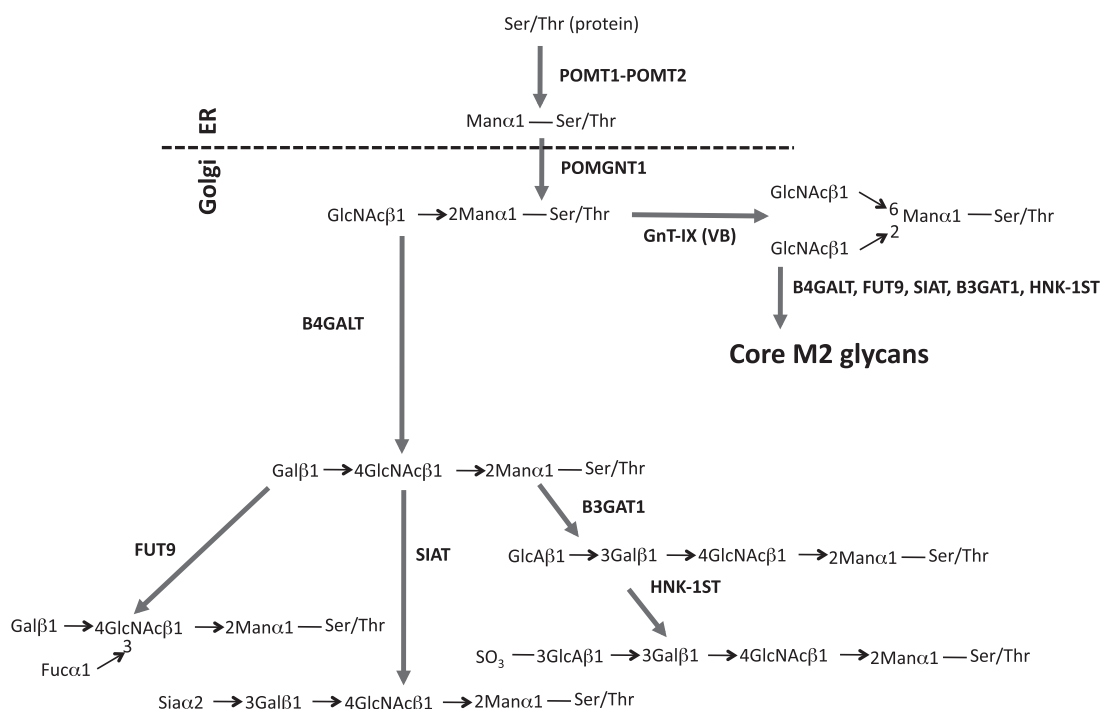 Ser/Thr (protein)
POMT1-POMT2
Manα1 — Ser/Thr
ER
Golgi
POMGNT1
GlcNAcβ1 → 2Manα1 — Ser/Thr
GnT-IX (VB)
GlcNAcβ1
6
Manα1 — Ser/Thr
2
GlcNAcβ1
B4GALT, FUT9, SIAT, B3GAT1, HNK-1ST
Core M2 glycans
B4GALT
Galβ1 → 4GlcNAcβ1 → 2Manα1 — Ser/Thr
B3GAT1
FUT9
SIAT
GlcAβ1 → 3Galβ1 → 4GlcNAcβ1 → 2Manα1 — Ser/Thr
HNK-1ST
Galβ1 → 4GlcNAcβ1 → 2Manα1 — Ser/Thr
3
Fucα1
SO3 — 3GlcAβ1 → 3Galβ1 → 4GlcNAcβ1 → 2Manα1 — Ser/Thr
Siaα2 → 3Galβ1 → 4GlcNAcβ1 → 2Manα1 — Ser/Thr